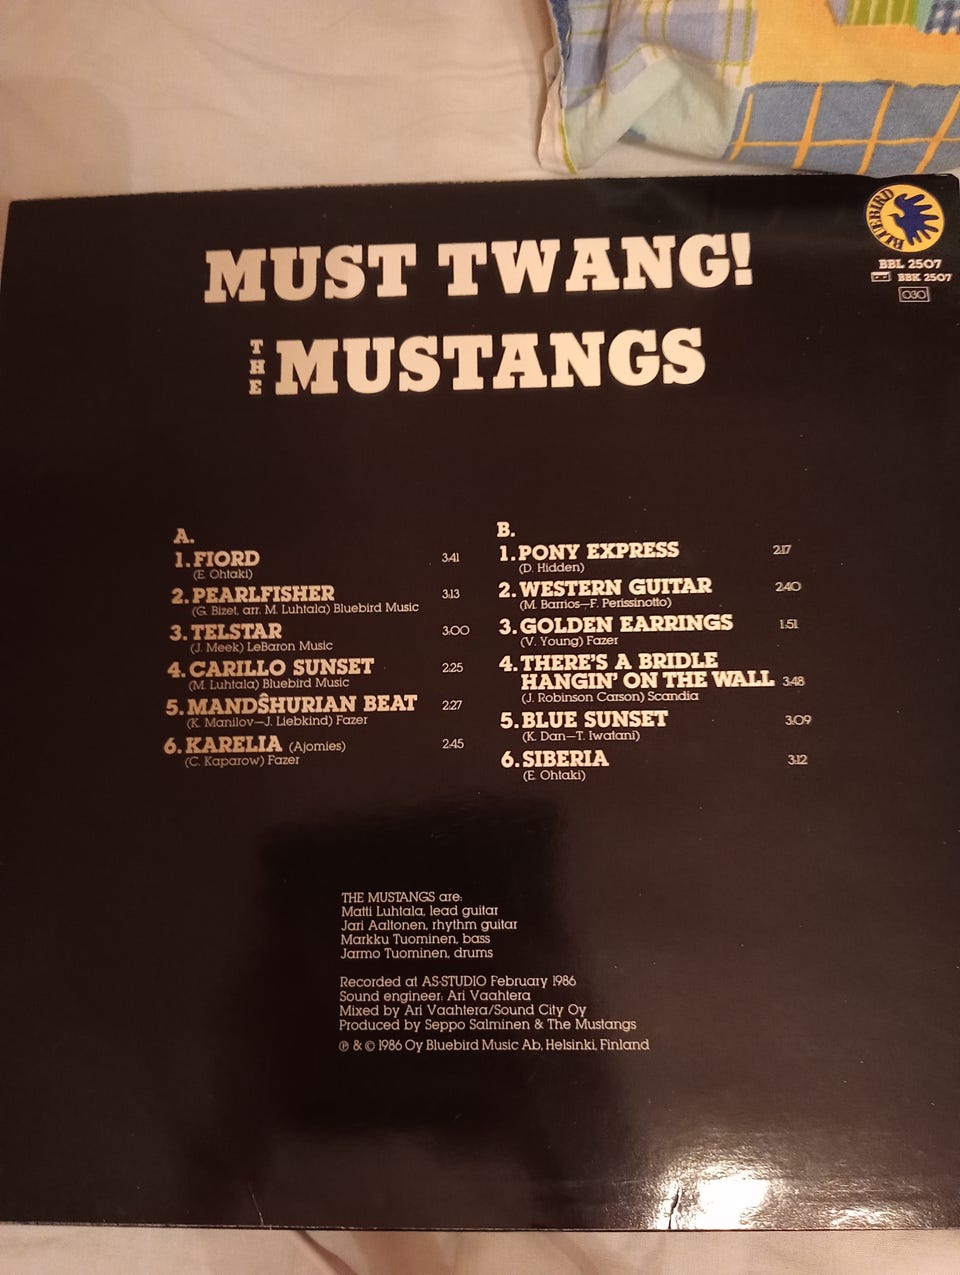 BLUEBIRD
BBL 2507
BBK 2507
030
MUST TWANG!
THE MUSTANGS
A.
1. FIORD 3:41
(E. Ohtaki)
2. PEARLFISHER 3:13
(G. Bizet, arr. M. Luhtala) Bluebird Music
3. TELSTAR 3:00
(J. Meek) LeBaron Music
4. CARILLO SUNSET 2:25
(M. Luhtala) Bluebird Music
5. MANDŠHURIAN BEAT 2:27
(K. Manilov—J. Liebkind) Fazer
6. KARELIA (Ajomies) 2:45
(C. Kaparow) Fazer
B.
1. PONY EXPRESS 2:17
(D. Hidden)
2. WESTERN GUITAR 2:40
(M. Barrios—F. Perissinotto)
3. GOLDEN EARRINGS 1:51
(V. Young) Fazer
4. THERE'S A BRIDLE
HANGIN' ON THE WALL 3:48
(J. Robinson Carson) Scandia
5. BLUE SUNSET 3:09
(K. Dan—T. Iwatani)
6. SIBERIA 3:12
(E. Ohtaki)
THE MUSTANGS are:
Matti Luhtala, lead guitar
Jari Aaltonen, rhythm guitar
Markku Tuominen, bass
Jarmo Tuominen, drums
Recorded at AS-STUDIO February 1986
Sound engineer: Ari Vaahtera
Mixed by Ari Vaahtera/Sound City Oy
Produced by Seppo Salminen & The Mustangs
℗ & © 1986 Oy Bluebird Music Ab, Helsinki, Finland